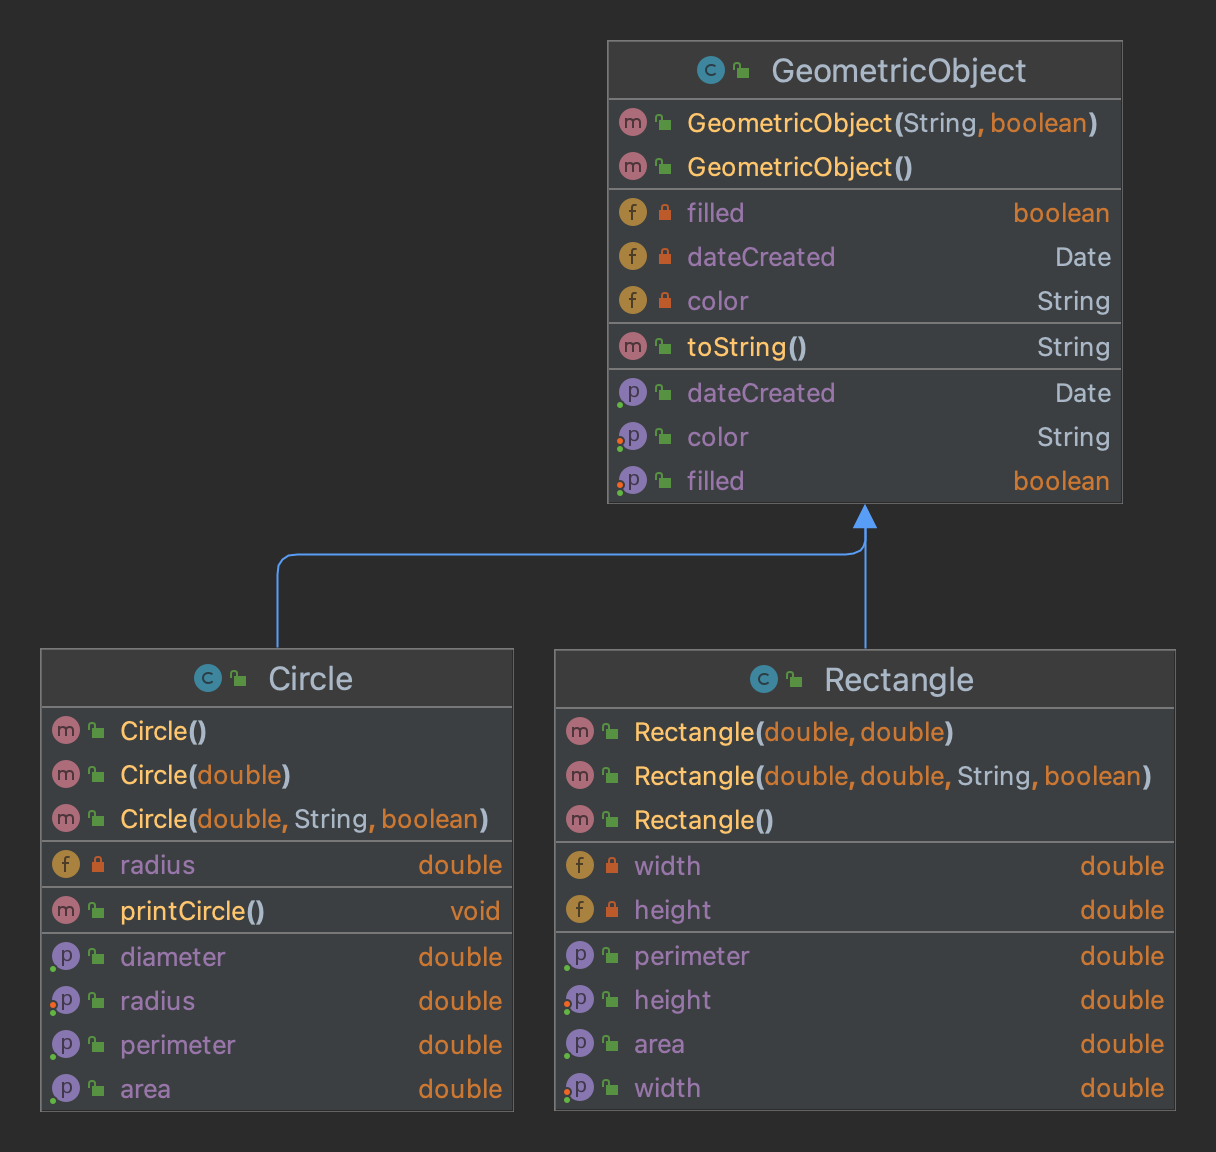 C GeometricObject
m GeometricObject(String, boolean)
m GeometricObject()
f filled boolean
f dateCreated Date
f color String
m toString() String
p dateCreated Date
p color String
p filled boolean
C Circle
m Circle()
m Circle(double)
m Circle(double, String, boolean)
f radius double
m printCircle() void
p diameter double
p radius double
p perimeter double
p area double
C Rectangle
m Rectangle(double, double)
m Rectangle(double, double, String, boolean)
m Rectangle()
f width double
f height double
p perimeter double
p height double
p area double
p width double